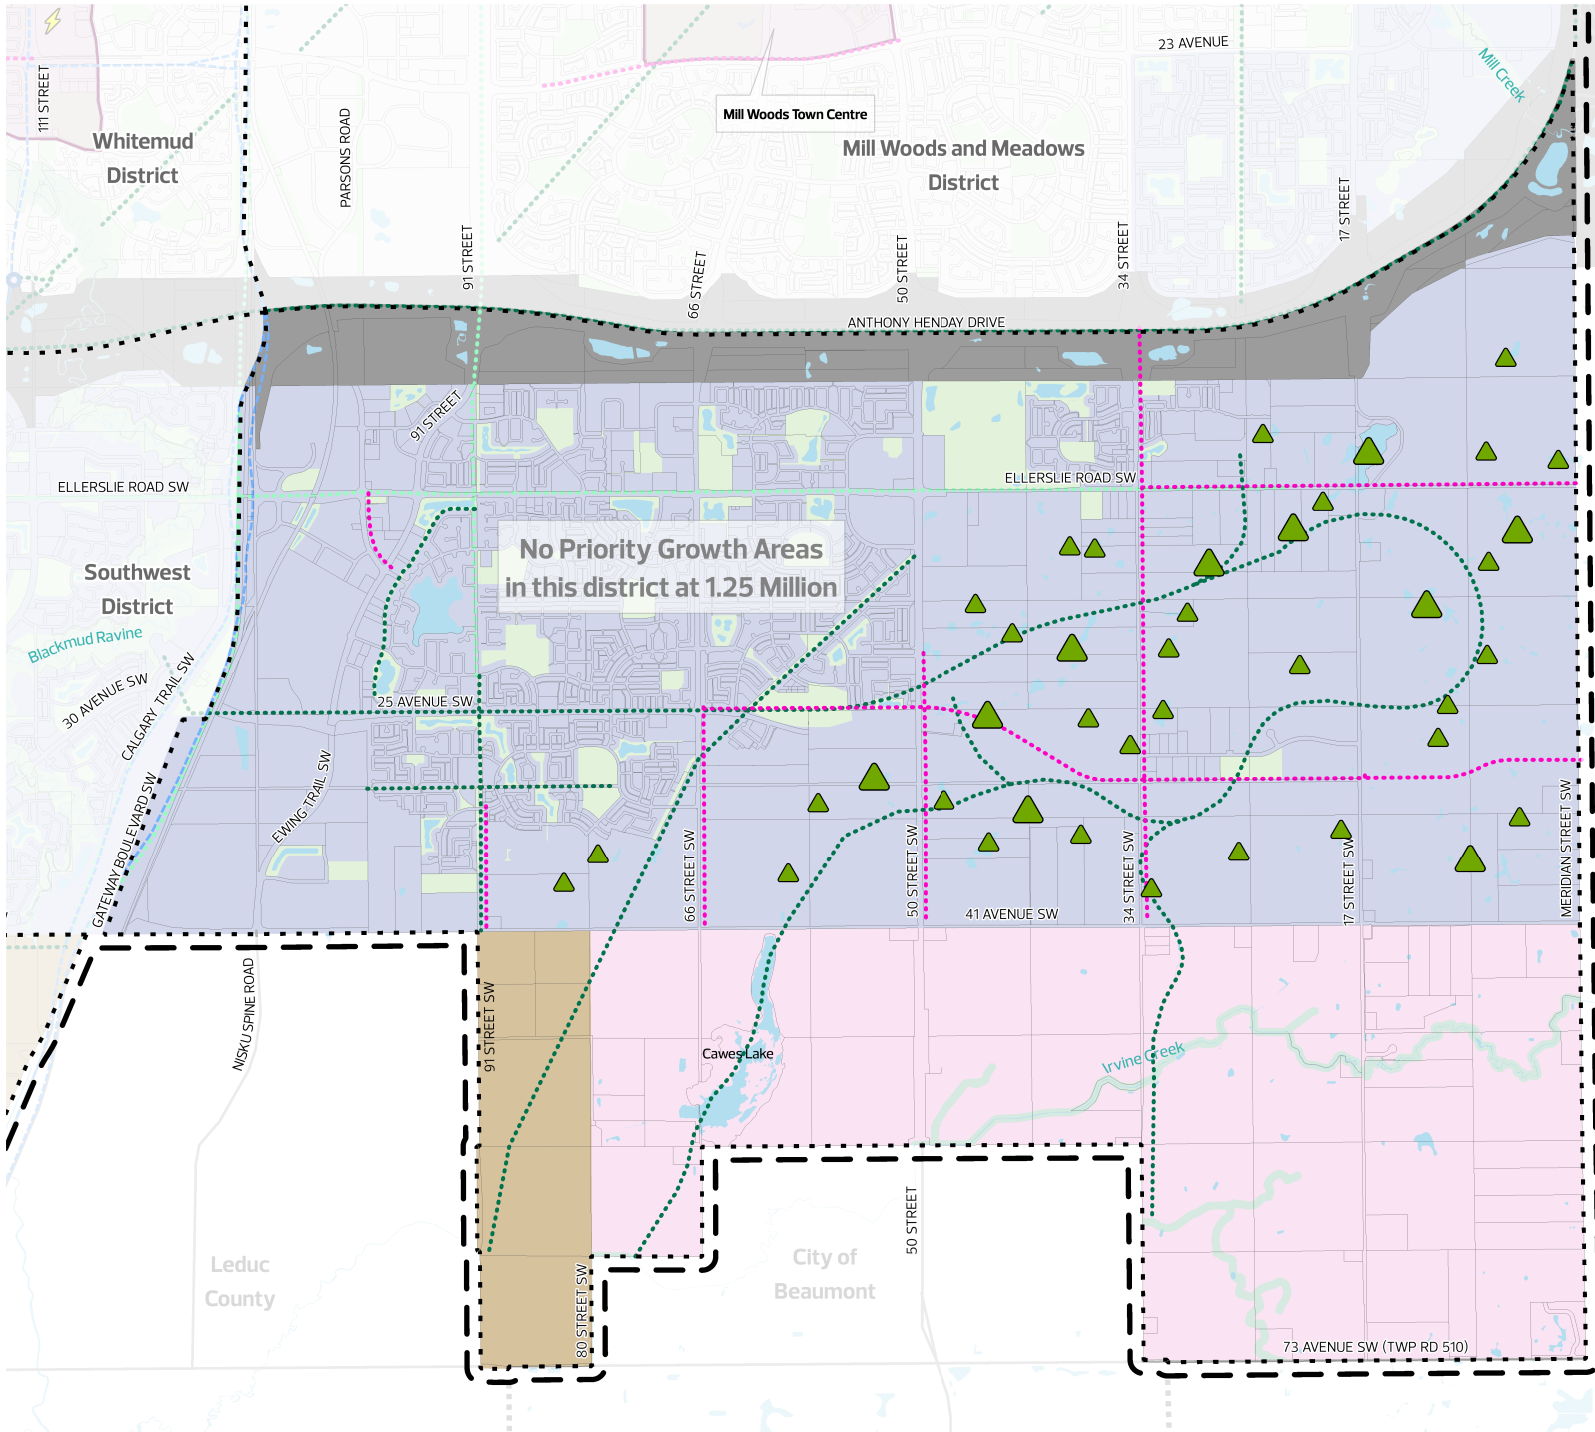 23 AVENUE
Mill Creek
111 STREET
Mill Woods Town Centre
Whitemud
District
PARSONS ROAD
Mill Woods and Meadows
District
17 STREET
91 STREET
66 STREET
50 STREET
34 STREET
ANTHONY HENDAY DRIVE
91 STREET
ELLERSLIE ROAD SW
ELLERSLIE ROAD SW
No Priority Growth Areas
in this district at 1.25 Million
Southwest
District
Blackmud Ravine
30 AVENUE SW
CALGARY TRAIL SW
25 AVENUE SW
GATEWAY BOULEVARD SW
EWING TRAIL SW
66 STREET SW
50 STREET SW
34 STREET SW
17 STREET SW
MERIDIAN STREET SW
41 AVENUE SW
NISKU SPINE ROAD
91 STREET SW
Cawes Lake
Irvine Creek
50 STREET
Leduc
County
City of
Beaumont
80 STREET SW
73 AVENUE SW (TWP RD 510)